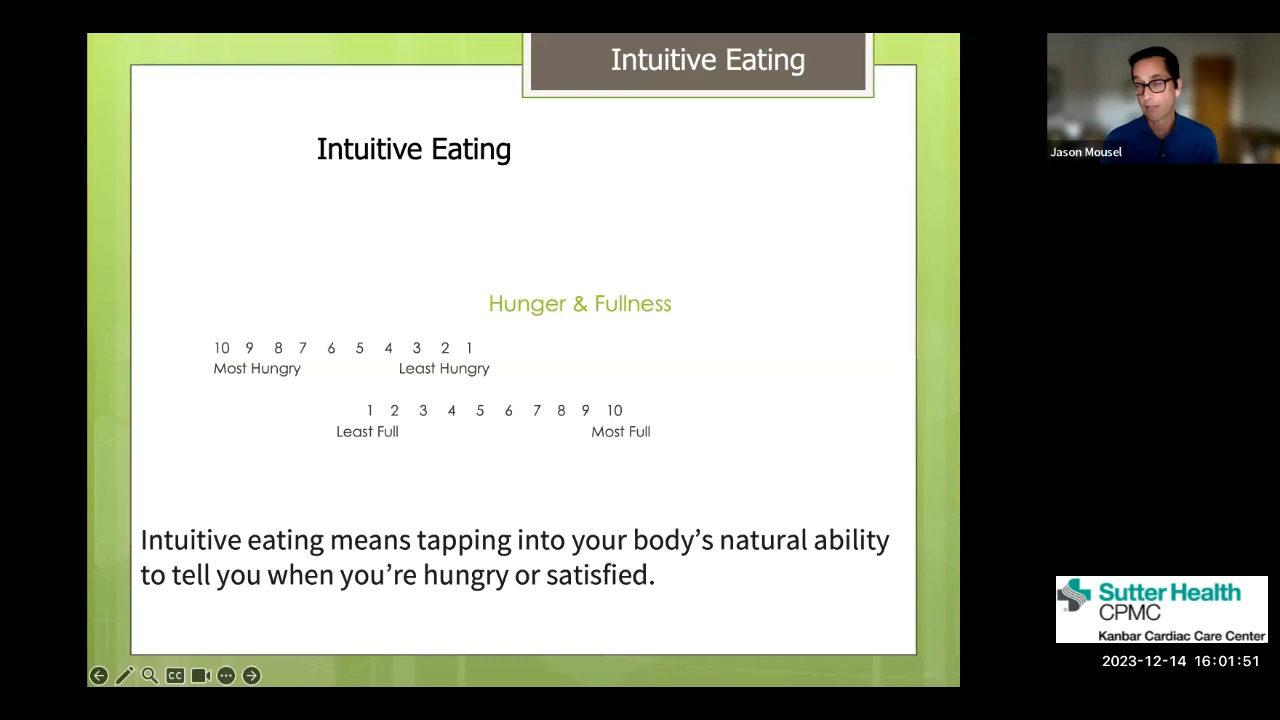 Intuitive Eating
Intuitive Eating
Hunger & Fullness
10 9 8 7 6 5 4 3 2 1
Most Hungry Least Hungry
1 2 3 4 5 6 7 8 9 10
Least Full Most Full
Intuitive eating means tapping into your body’s natural ability
to tell you when you’re hungry or satisfied.
CC
Jason Mousel
Sutter Health
CPMC
Kanbar Cardiac Care Center
2023-12-14 16:01:51